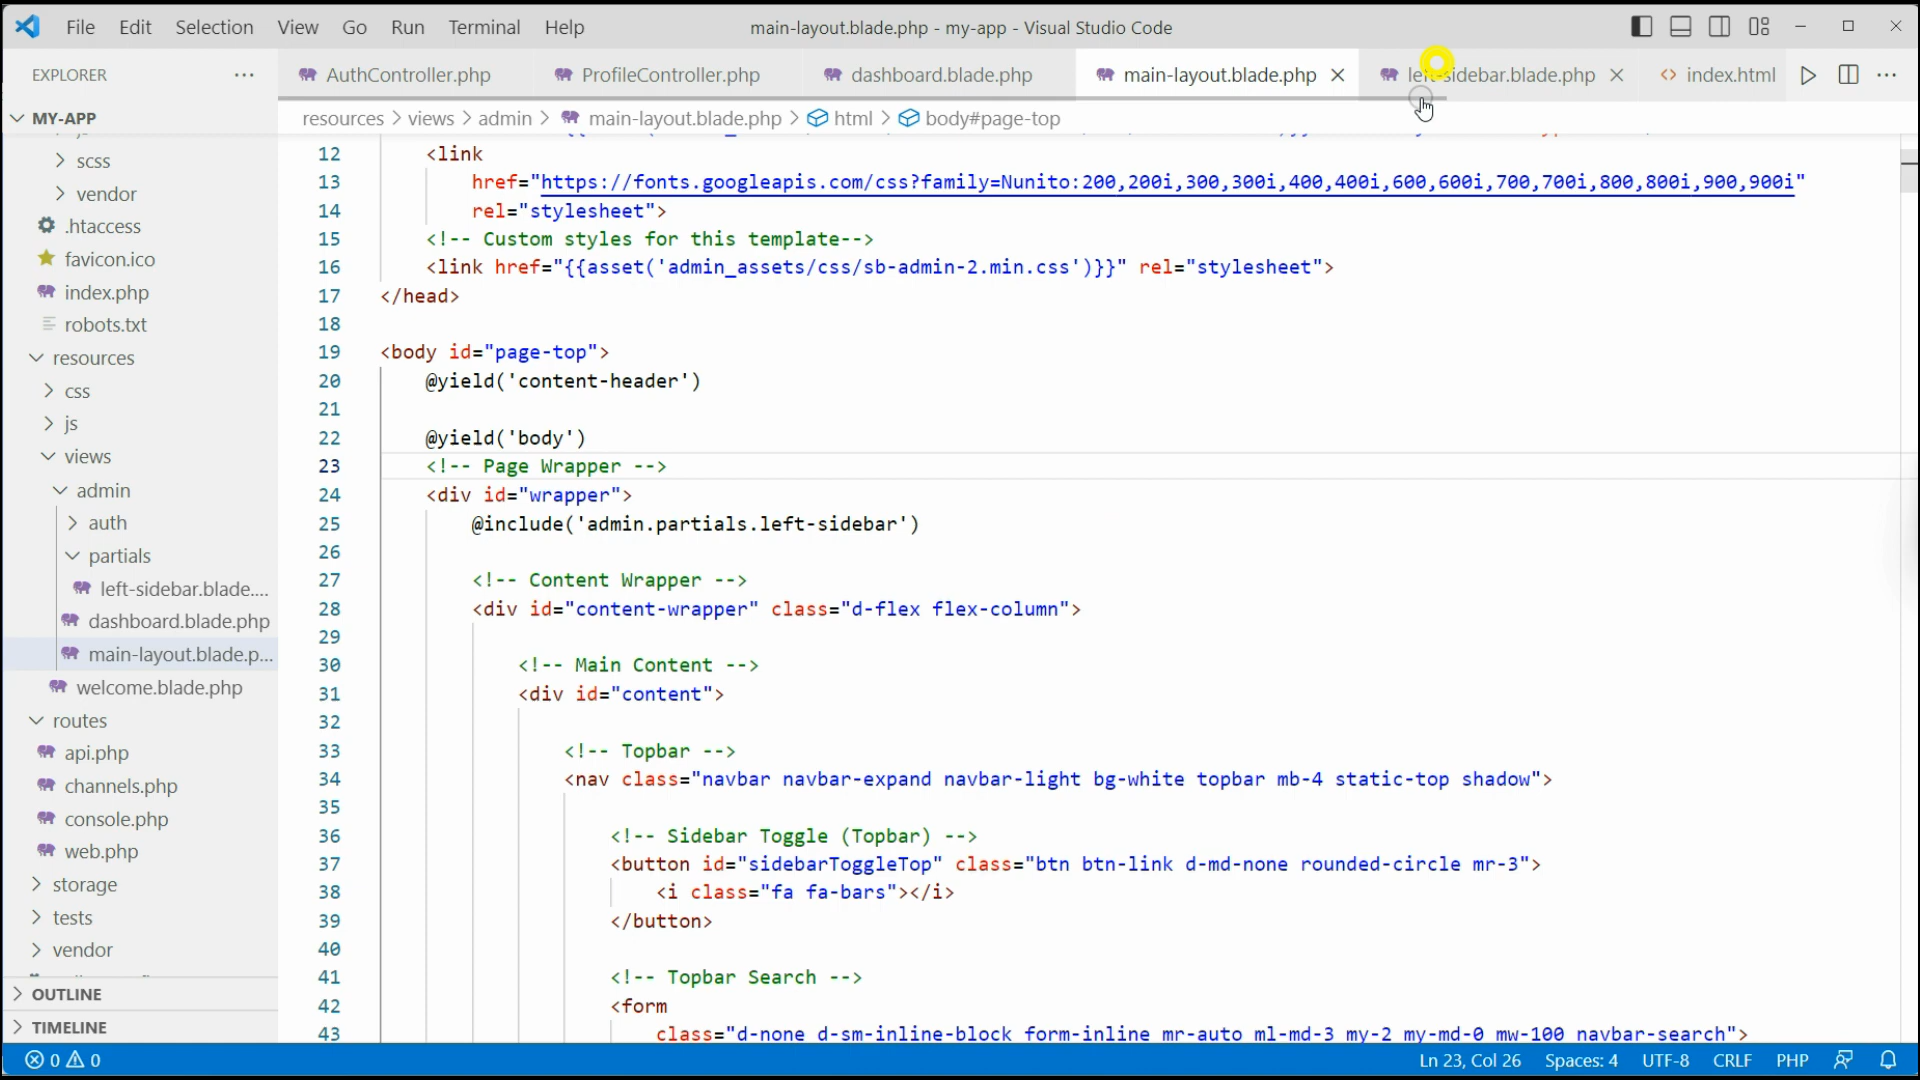 File Edit Selection View Go Run Terminal Help
main-layout.blade.php - my-app - Visual Studio Code
EXPLORER
AuthController.php
ProfileController.php
dashboard.blade.php
main-layout.blade.php
left-sidebar.blade.php
index.html
MY-APP
resources > views > admin > main-layout.blade.php > html > body#page-top
scss
vendor
.htaccess
favicon.ico
index.php
robots.txt
resources
css
js
views
admin
auth
partials
left-sidebar.blade....
dashboard.blade.php
main-layout.blade.p...
welcome.blade.php
routes
api.php
channels.php
console.php
web.php
storage
tests
vendor
OUTLINE
TIMELINE
12 <link
13 href="https://fonts.googleapis.com/css?family=Nunito:200,200i,300,300i,400,400i,600,600i,700,700i,800,800i,900,900i"
14 rel="stylesheet">
15 <!-- Custom styles for this template-->
16 <link href="{{asset('admin_assets/css/sb-admin-2.min.css')}}" rel="stylesheet">
17 </head>
18
19 <body id="page-top">
20 @yield('content-header')
21
22 @yield('body')
23 <!-- Page Wrapper -->
24 <div id="wrapper">
25 @include('admin.partials.left-sidebar')
26
27 <!-- Content Wrapper -->
28 <div id="content-wrapper" class="d-flex flex-column">
29
30 <!-- Main Content -->
31 <div id="content">
32
33 <!-- Topbar -->
34 <nav class="navbar navbar-expand navbar-light bg-white topbar mb-4 static-top shadow">
35
36 <!-- Sidebar Toggle (Topbar) -->
37 <button id="sidebarToggleTop" class="btn btn-link d-md-none rounded-circle mr-3">
38 <i class="fa fa-bars"></i>
39 </button>
40
41 <!-- Topbar Search -->
42 <form
43 class="d-none d-sm-inline-block form-inline mr-auto ml-md-3 my-2 my-md-0 mw-100 navbar-search">
0 0
Ln 23, Col 26 Spaces: 4 UTF-8 CRLF PHP